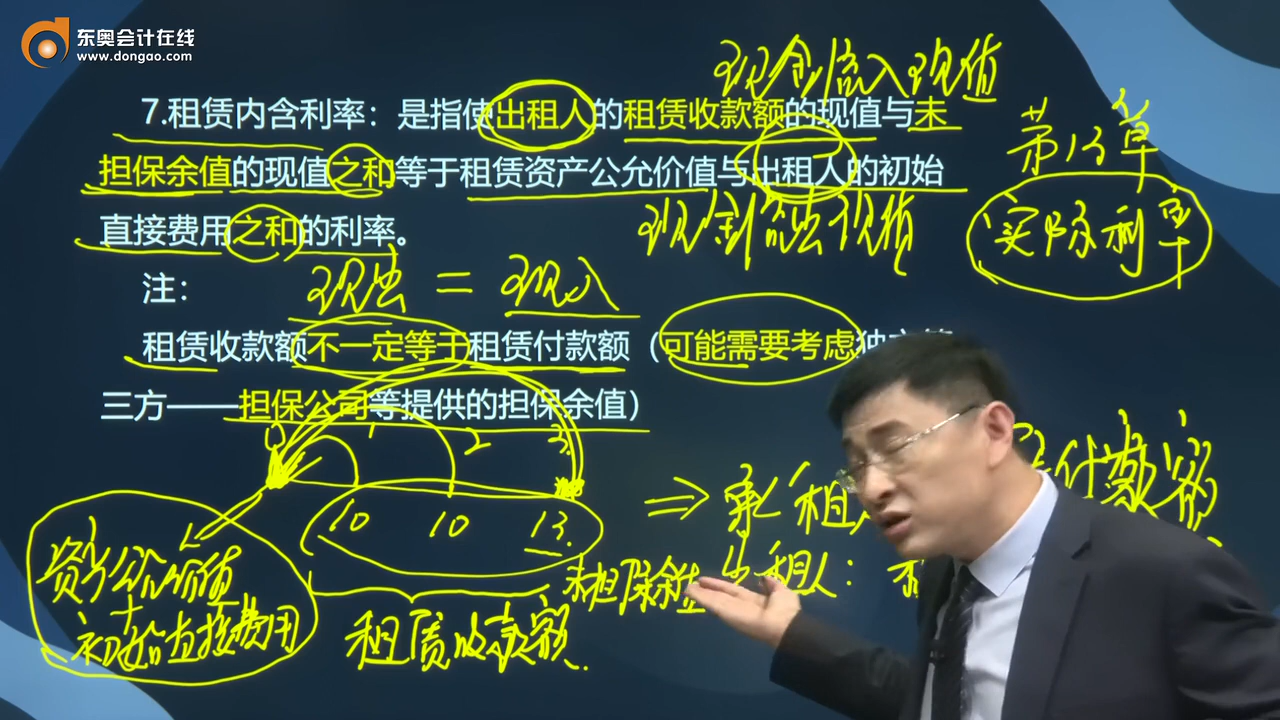 东奥会计在线
www.dongao.com
现金流入现值
7.租赁内含利率：是指使出租人的租赁收款额的现值与未
担保余值的现值之和等于租赁资产公允价值与出租人的初始
直接费用之和的利率。
第13章
实际利率
现金流出现值
注：
现出 = 现入
租赁收款额不一定等于租赁付款额（可能需要考虑独立第
三方——担保公司等提供的担保余值）
0 1 2 3
10 10 13
⇒ 承租人 付款额
出租人：
未担保余值
资产公允价值
+
初始直接费用
租赁收款额